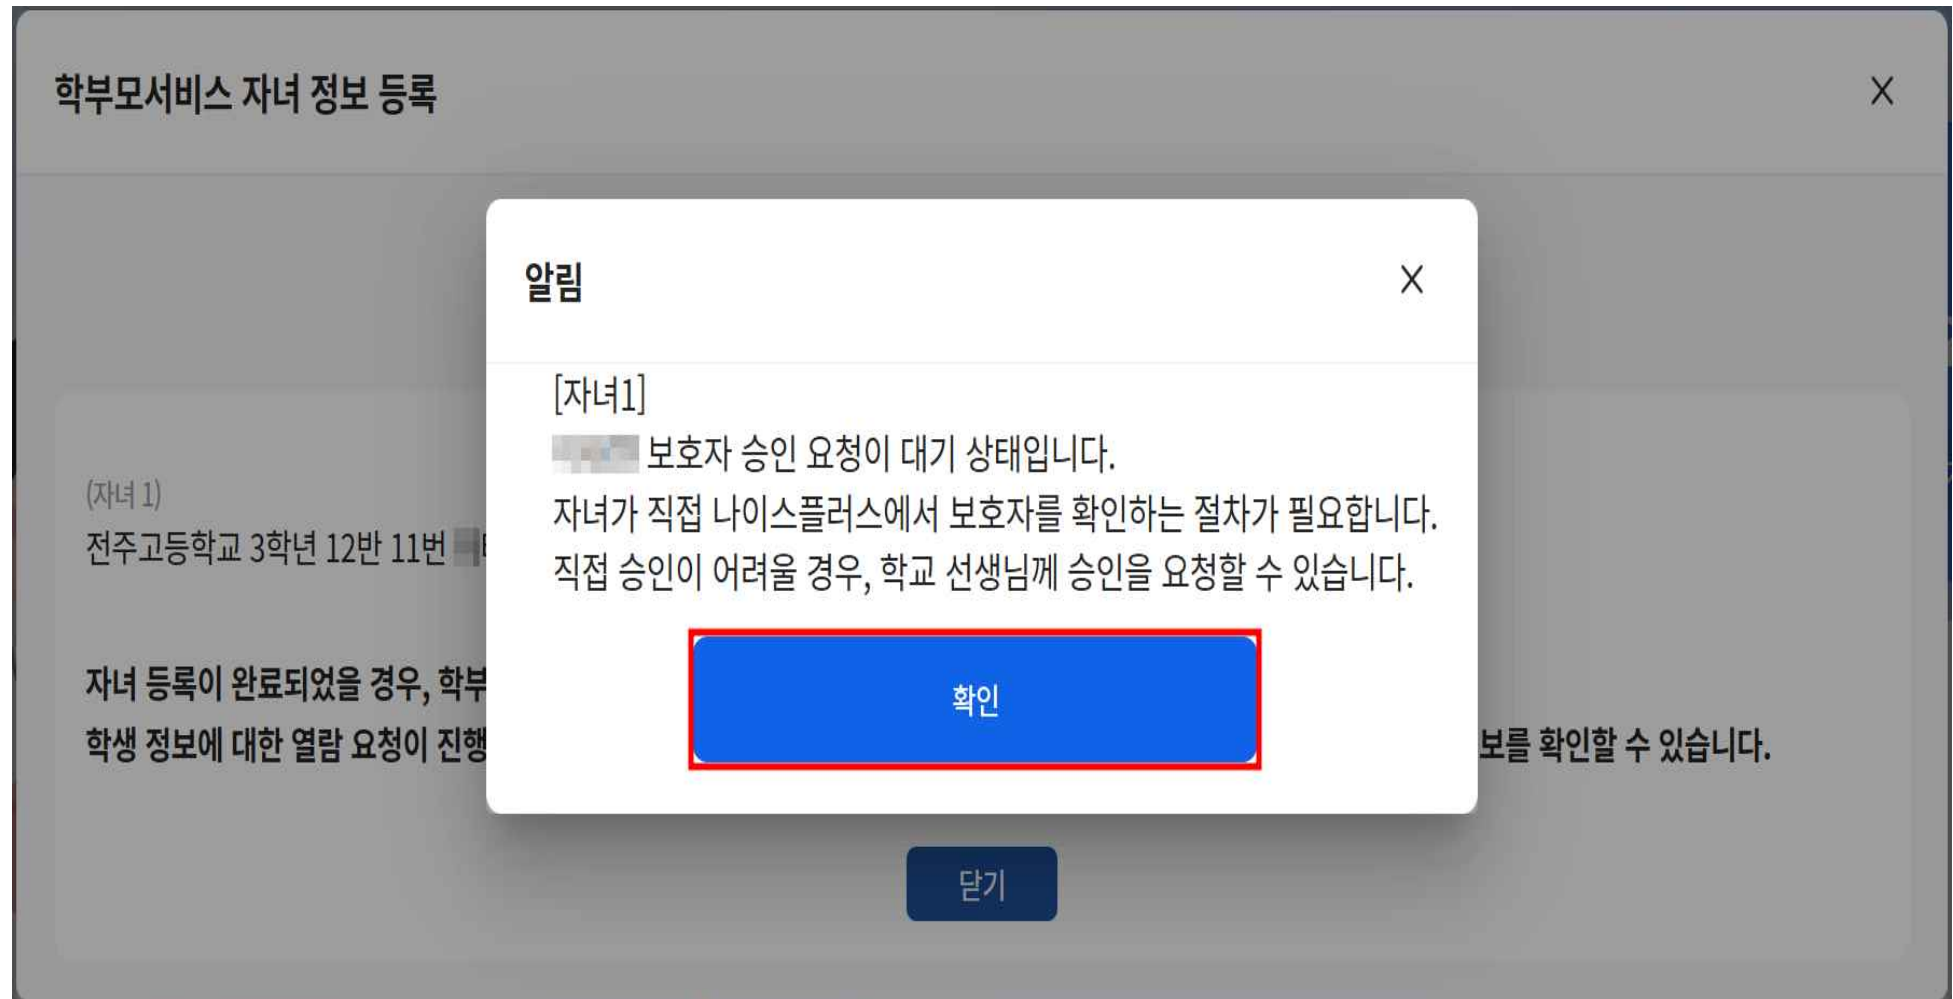 학부모서비스 자녀 정보 등록
X
알림
X
[자녀1]
보호자 승인 요청이 대기 상태입니다.
자녀가 직접 나이스플러스에서 보호자를 확인하는 절차가 필요합니다.
직접 승인이 어려울 경우, 학교 선생님께 승인을 요청할 수 있습니다.
확인
(자녀 1)
전주고등학교 3학년 12반 11번
자녀 등록이 완료되었을 경우, 학부
학생 정보에 대한 열람 요청이 진행
보를 확인할 수 있습니다.
닫기